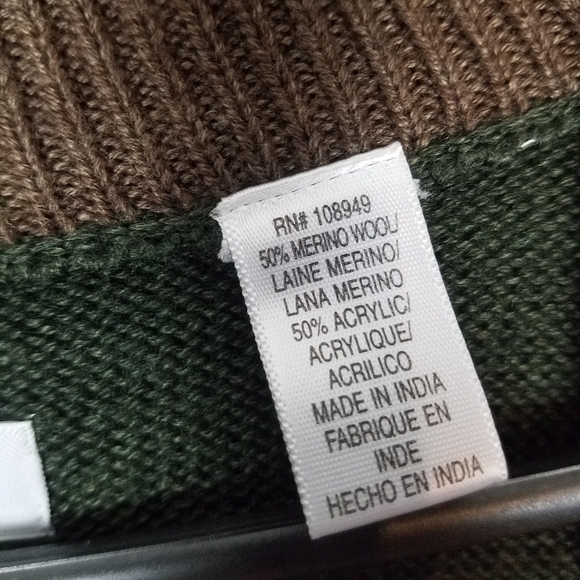 RN# 108949
50% MERINO WOOL/
LAINE MERINO/
LANA MERINO
50% ACRYLIC/
ACRYLIQUE/
ACRILICO
MADE IN INDIA
FABRIQUE EN
INDE
HECHO EN INDIA